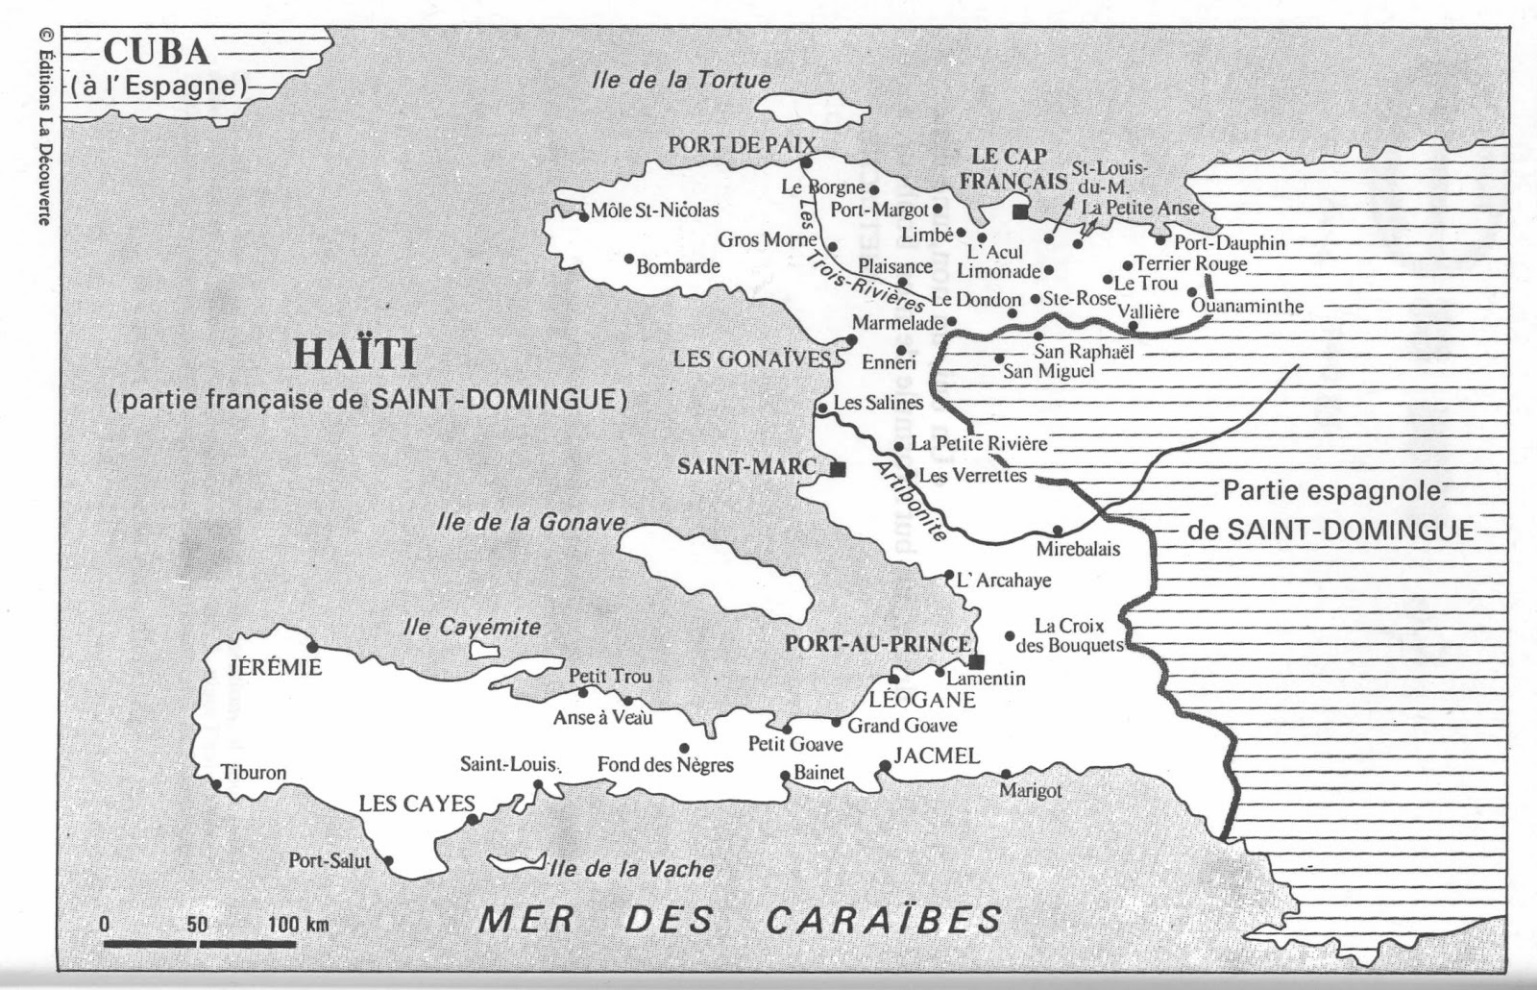 © Éditions La Découverte
CUBA
(à l'Espagne)
Ile de la Tortue
PORT DE PAIX
LE CAP
FRANÇAIS
St-Louis-
du-M.
La Petite Anse
Le Borgne
Port-Margot
Môle St-Nicolas
Les
Trois-Rivières
Gros Morne
Limbé
L'Acul
Port-Dauphin
Bombarde
Plaisance
Limonade
Terrier Rouge
Le Trou
Le Dondon
Ste-Rose
Vallière
Ouanaminthe
Marmelade
HAÏTI
(partie française de SAINT-DOMINGUE)
LES GONAÏVES
Enneri
San Raphaël
San Miguel
Les Salines
La Petite Rivière
SAINT-MARC
Artibonite
Les Verrettes
Partie espagnole
de SAINT-DOMINGUE
Ile de la Gonave
Mirebalais
L'Arcahaye
Ile Cayémite
PORT-AU-PRINCE
La Croix
des Bouquets
JÉRÉMIE
Petit Trou
Lamentin
LÉOGANE
Anse à Veau
Grand Goave
Petit Goave
Tiburon
Saint-Louis
Fond des Nègres
Bainet
JACMEL
Marigot
LES CAYES
Port-Salut
Ile de la Vache
0 50 100 km
MER DES CARAÏBES